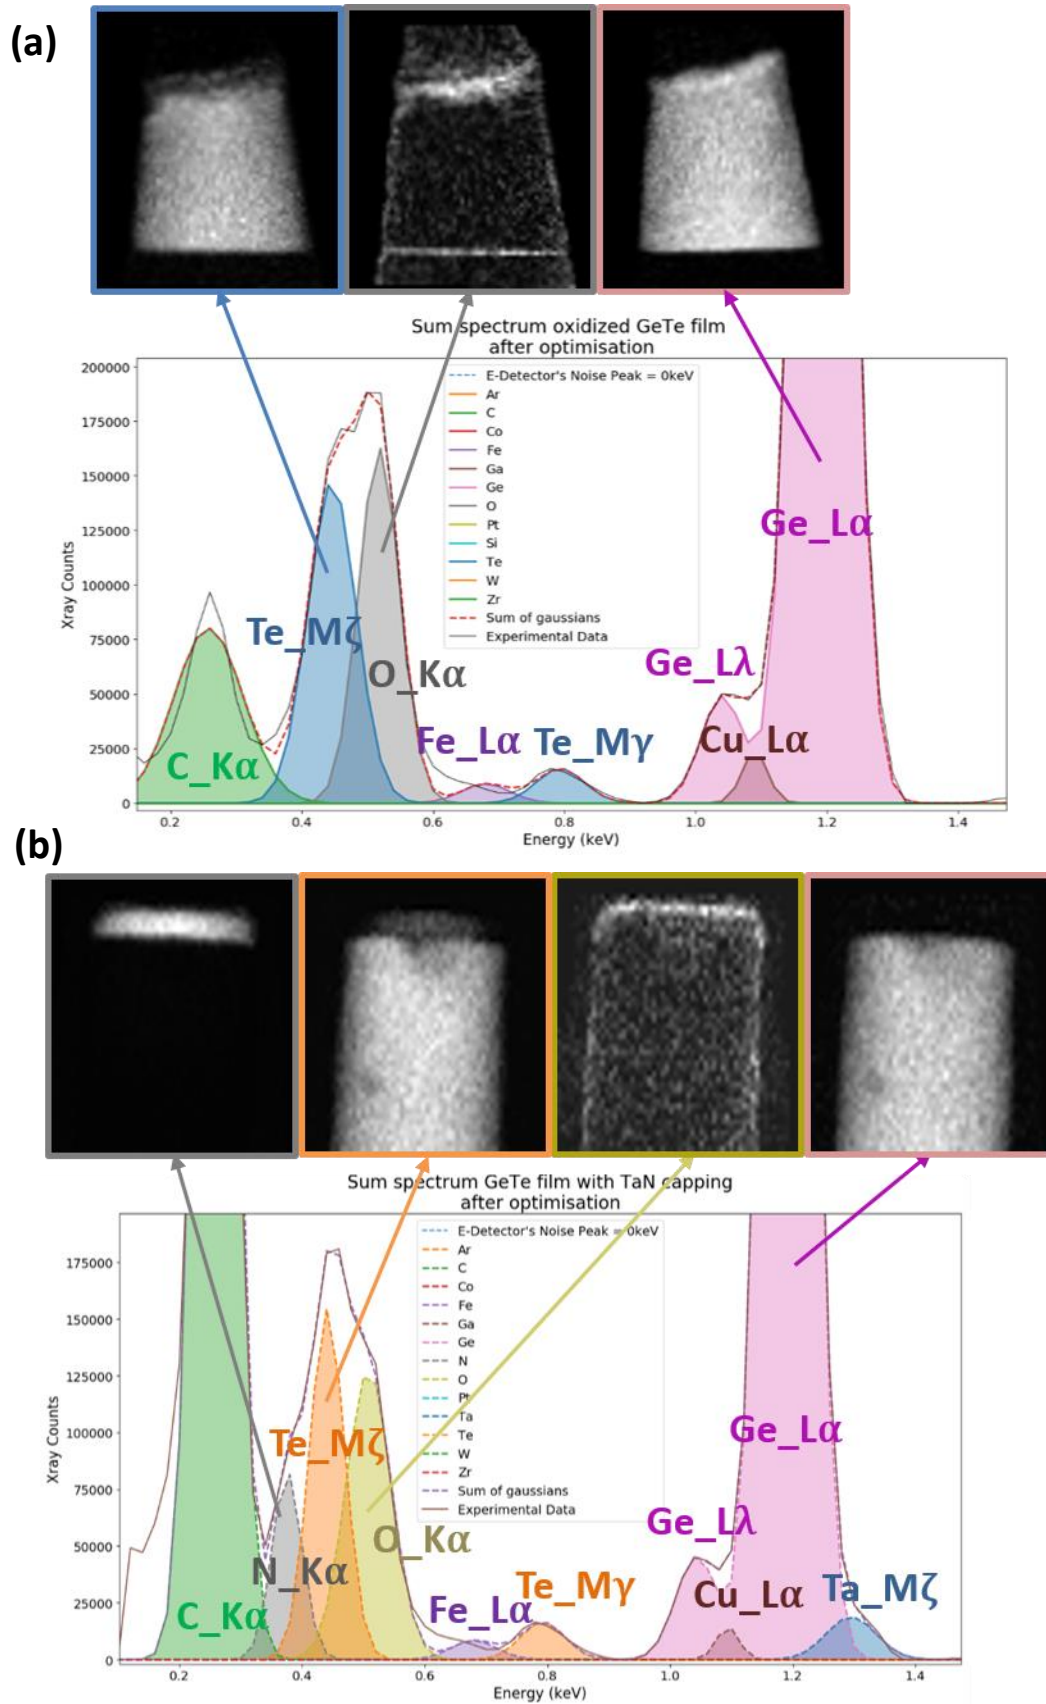 (a)
Sum spectrum oxidized GeTe film
after optimisation
200000
175000
150000
125000
100000
75000
50000
25000
0
Xray Counts
E-Detector's Noise Peak = 0keV
Ar
C
Co
Fe
Ga
Ge
O
Pt
Si
Te
W
Zr
Sum of gaussians
Experimental Data
C_Kα
Te_Mζ
O_Kα
Fe_Lα
Te_Mγ
Ge_Lλ
Cu_Lα
Ge_Lα
0.2 0.4 0.6 0.8 1.0 1.2 1.4
Energy (keV)
(b)
Sum spectrum GeTe film with TaN capping
after optimisation
175000
150000
125000
100000
75000
50000
25000
0
Xray Counts
E-Detector's Noise Peak = 0keV
Ar
C
Co
Fe
Ga
Ge
N
O
Pt
Ta
Te
W
Zr
Sum of gaussians
Experimental Data
C_Kα
N_Kα
Te_Mζ
O_Kα
Fe_Lα
Te_Mγ
Ge_Lλ
Cu_Lα
Ge_Lα
Ta_Mζ
0.2 0.4 0.6 0.8 1.0 1.2 1.4
Energy (keV)